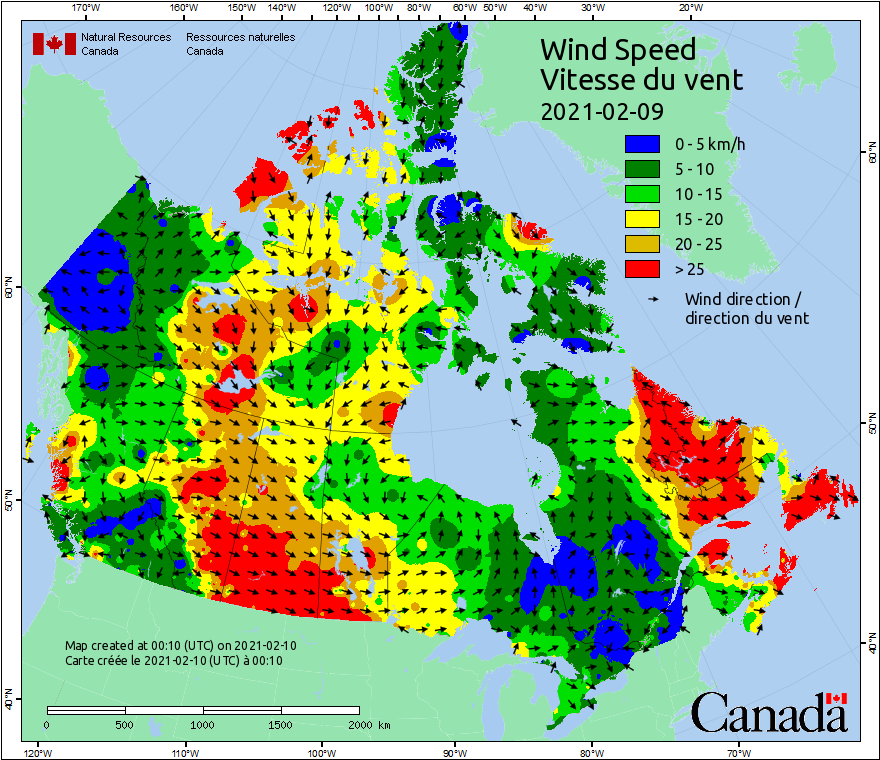 170°W 160°W 150°W 140°W 130°W 120°W 110°W 100°W 90°W 80°W 70°W 60°W 50°W 40°W 30°W 20°W
Natural Resources Ressources naturelles
Canada Canada
Wind Speed
Vitesse du vent
2021-02-09
0 - 5 km/h
5 - 10
10 - 15
15 - 20
20 - 25
> 25
Wind direction /
direction du vent
60°N
60°N
50°N
50°N
40°N
40°N
Map created at 00:10 (UTC) on 2021-02-10
Carte créée le 2021-02-10 (UTC) à 00:10
0 500 1000 1500 2000 km
Canada
120°W 110°W 100°W 90°W 80°W 70°W